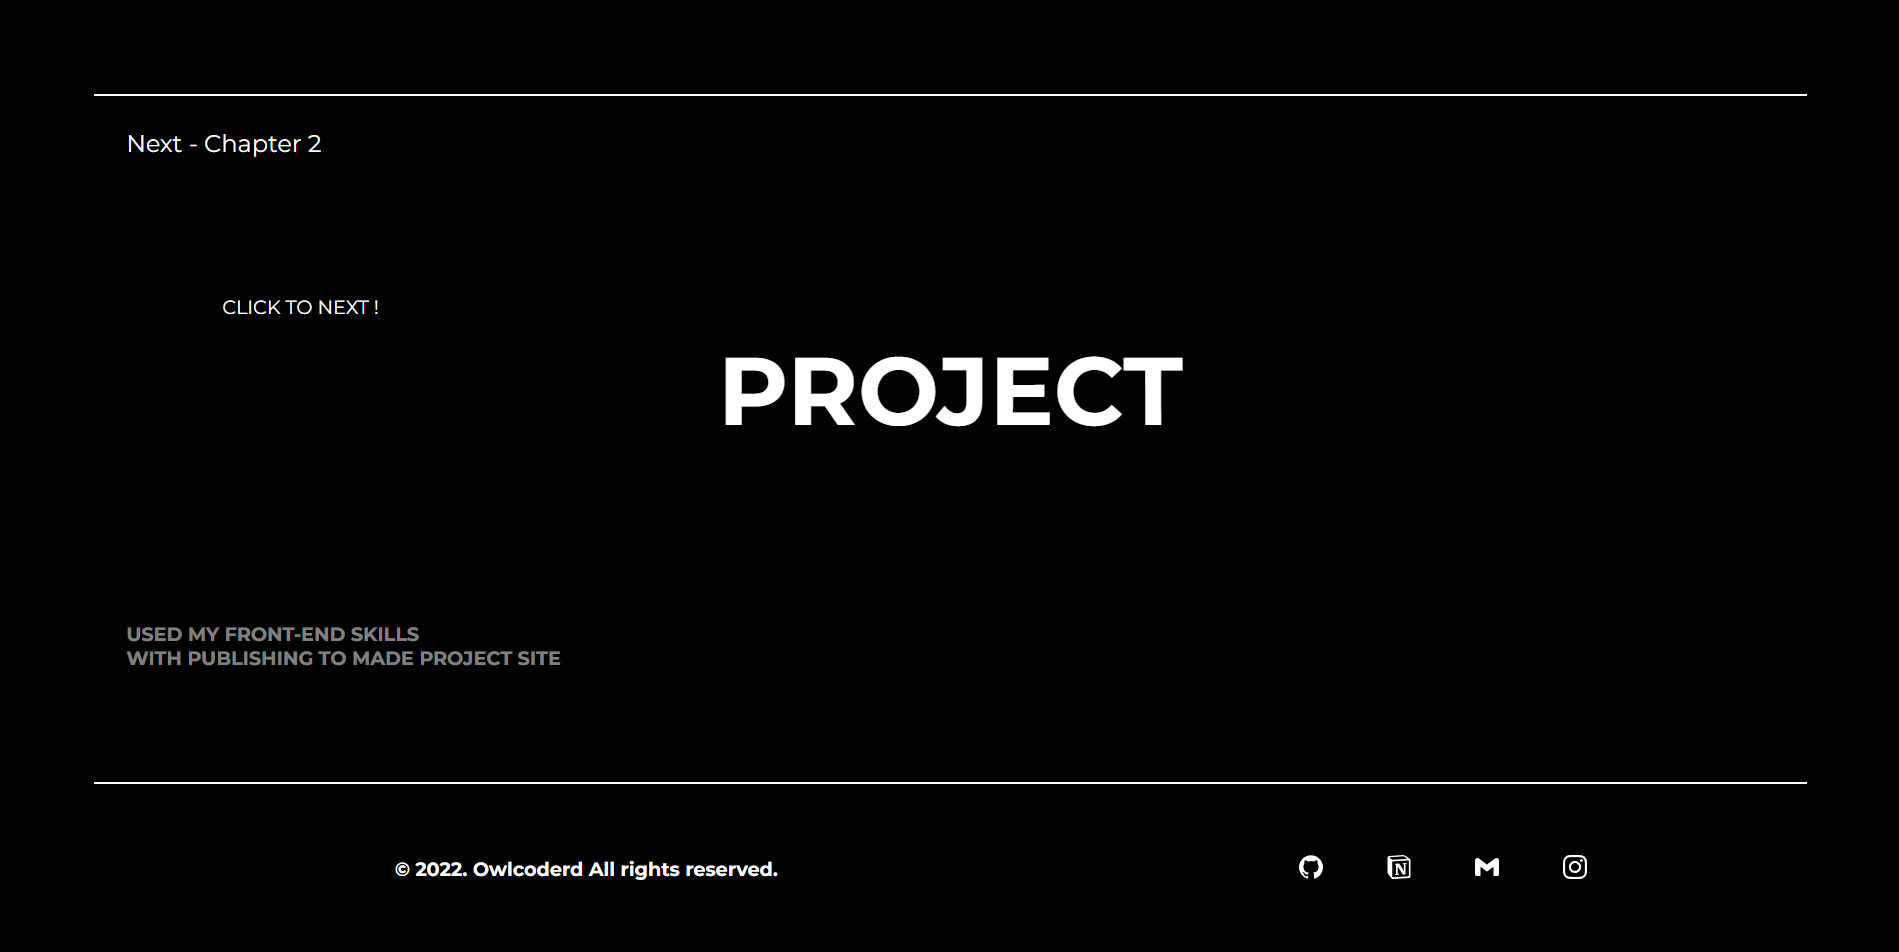 Next - Chapter 2
CLICK TO NEXT !
PROJECT
USED MY FRONT-END SKILLS
WITH PUBLISHING TO MADE PROJECT SITE
© 2022. Owlcoderd All rights reserved.